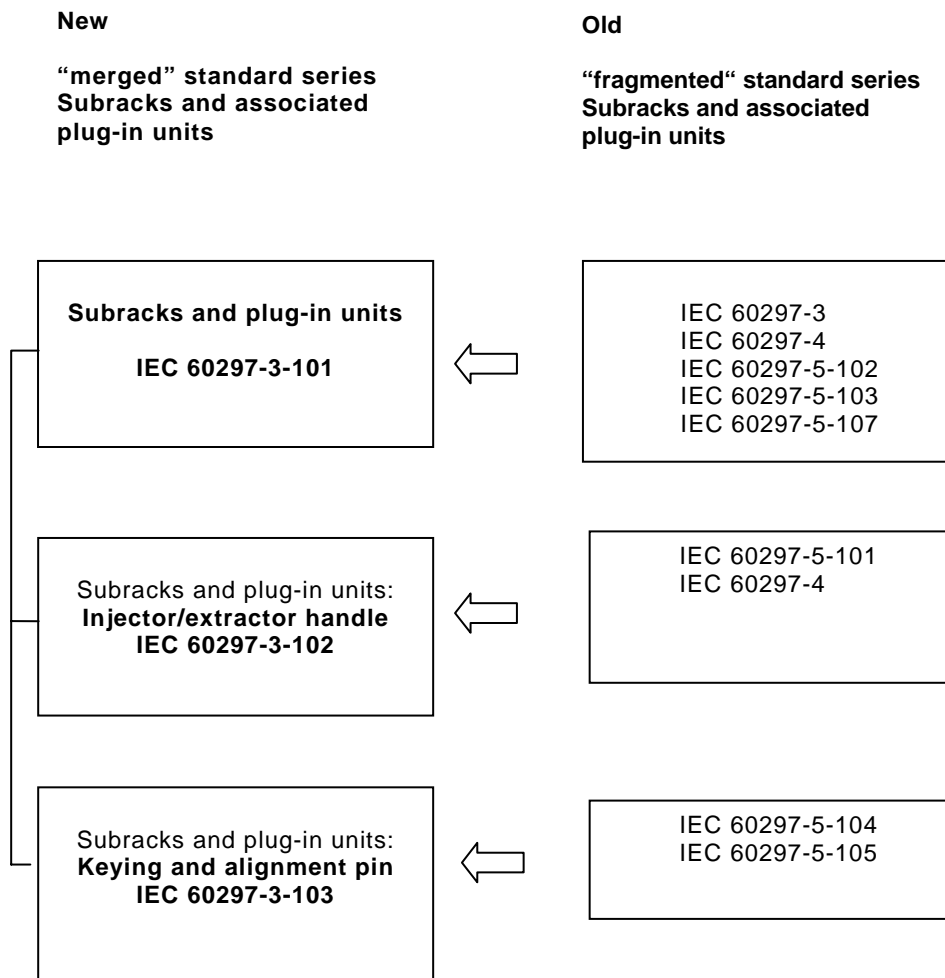 New
“merged” standard series
Subracks and associated
plug-in units
Old
“fragmented“ standard series
Subracks and associated
plug-in units
Subracks and plug-in units
IEC 60297-3-101
IEC 60297-3
IEC 60297-4
IEC 60297-5-102
IEC 60297-5-103
IEC 60297-5-107
Subracks and plug-in units:
Injector/extractor handle
IEC 60297-3-102
IEC 60297-5-101
IEC 60297-4
Subracks and plug-in units:
Keying and alignment pin
IEC 60297-3-103
IEC 60297-5-104
IEC 60297-5-105